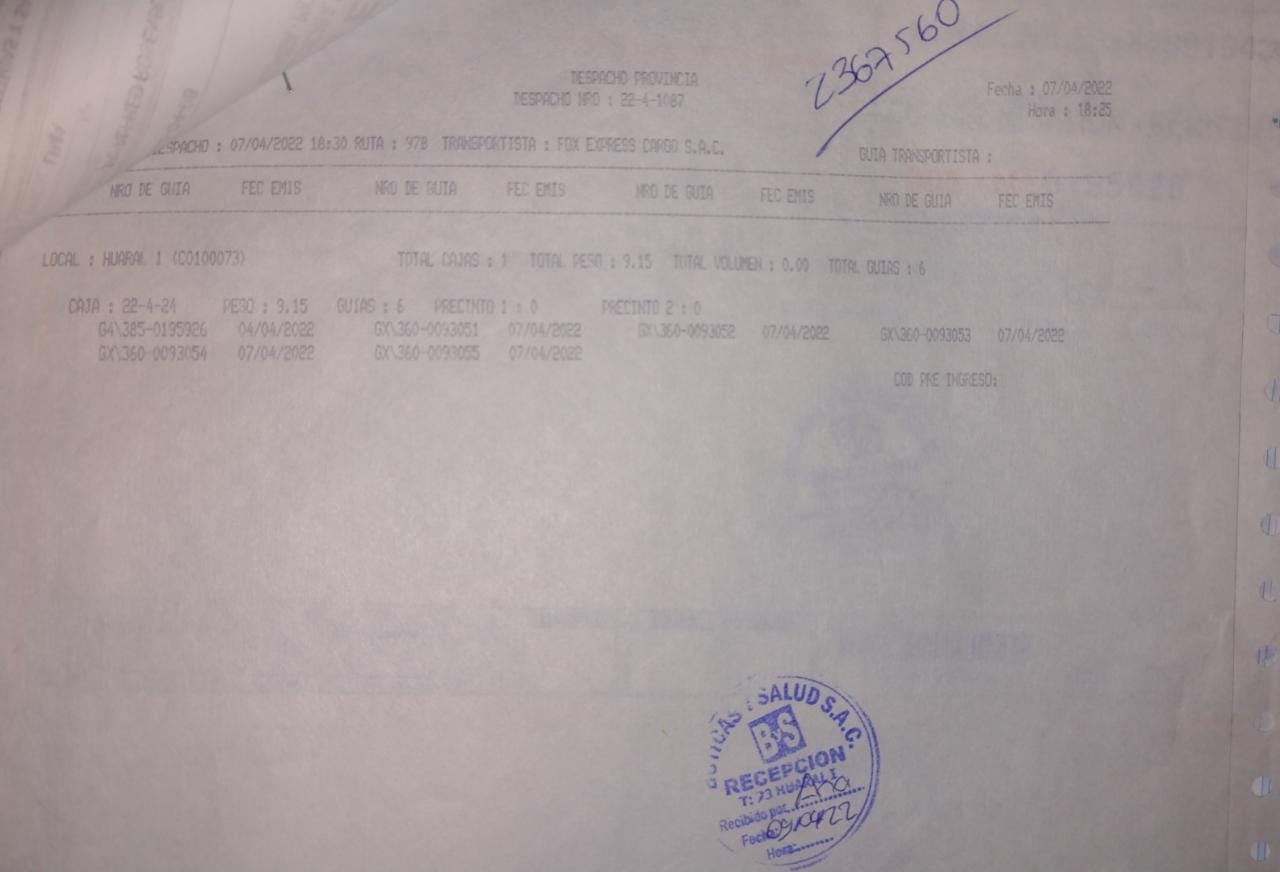 2367560
DESPACHO PROVINCIA
DESPACHO NRO : 22-4-1087
Fecha : 07/04/2022
Hora : 18:25
ESPACHO : 07/04/2022 18:30 RUTA : 978 TRANSPORTISTA : FOX EXPRESS CARGO S.A.C.
GUIA TRANSPORTISTA :
NRO DE GUIA FEC EMIS NRO DE GUIA FEC EMIS NRO DE GUIA FEC EMIS NRO DE GUIA FEC EMIS
LOCAL : HUARAL 1 (C0100073) TOTAL CAJAS : 1 TOTAL PESO : 9.15 TOTAL VOLUMEN : 0.00 TOTAL GUIAS : 6
CAJA : 22-4-24 PESO : 9.15 GUIAS : 6 PRECINTO 1 : 0 PRECINTO 2 : 0
G4\385-0195926 04/04/2022 GX\360-0093051 07/04/2022 GX\360-0093052 07/04/2022 GX\360-0093053 07/04/2022
GX\360-0093054 07/04/2022 GX\360-0093055 07/04/2022
COD PRE INGRESO:
BOTICAS Y SALUD S.A.C.
ByS
RECEPCION
T: 73 HUARAL I
Recibido por: Ana
Fecha: 09/04/22
Hora: